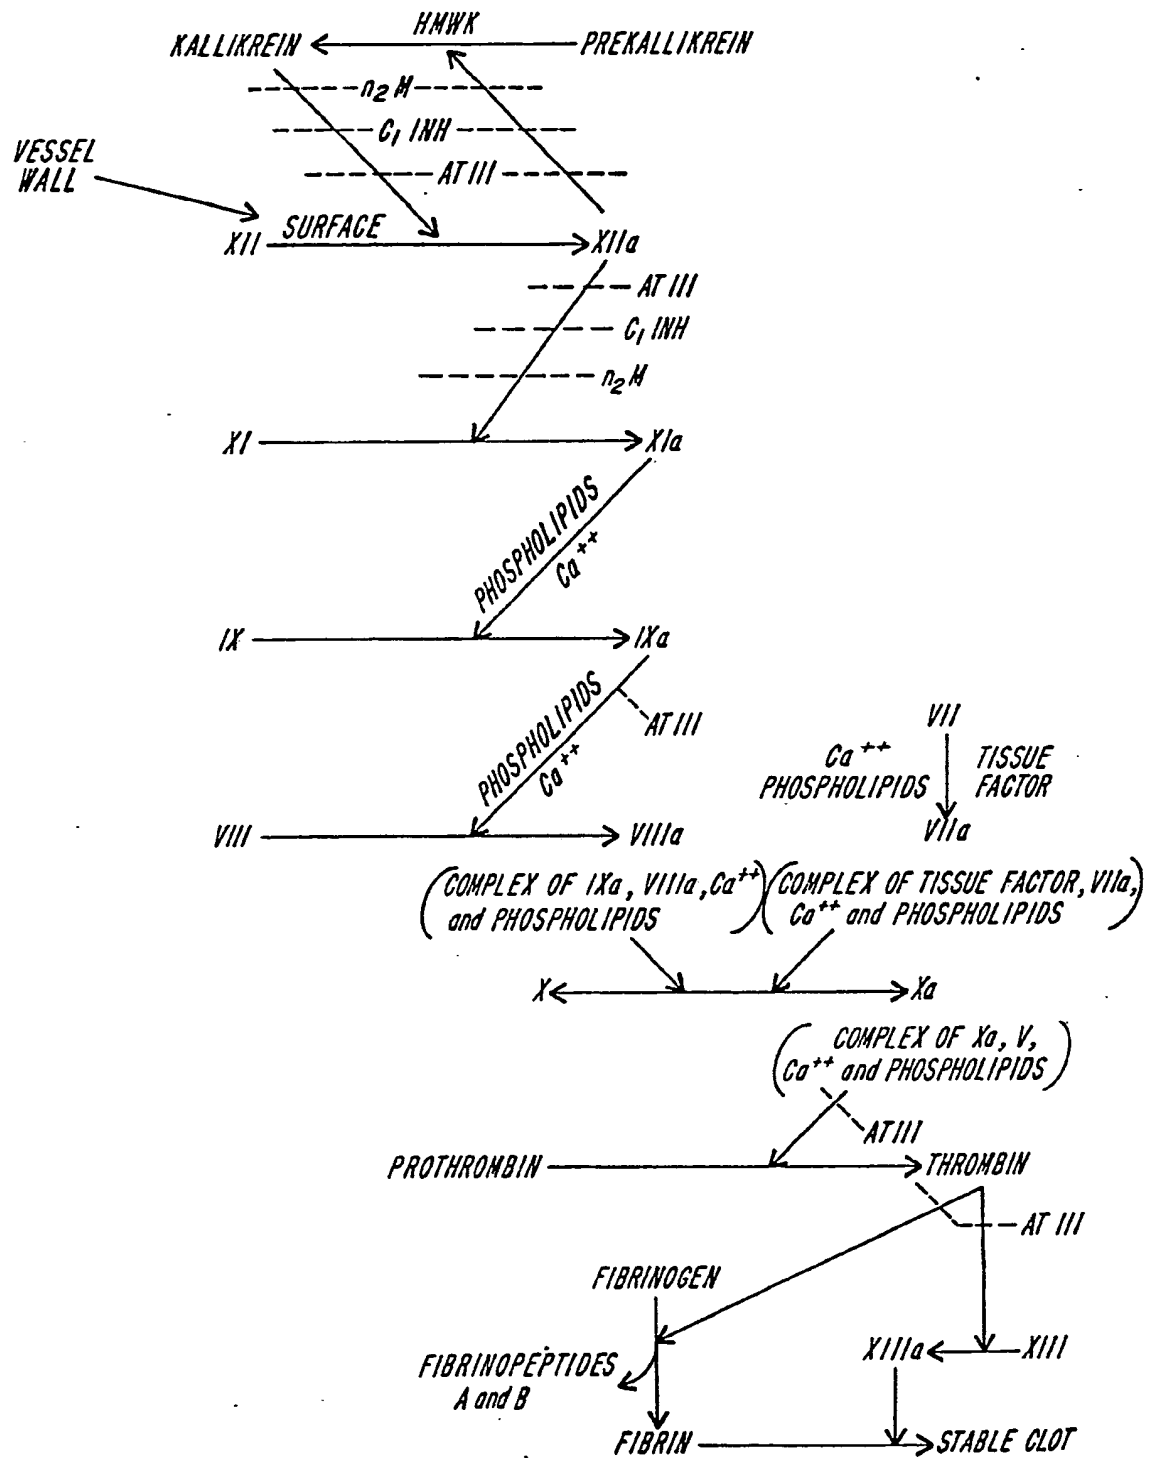 HMWK
KALLIKREIN PREKALLIKREIN
n2 M
C1 INH
VESSEL
WALL
AT III
SURFACE
XII XIIa
AT III
C1 INH
n2 M
XI XIa
PHOSPHOLIPIDS
Ca++
IX IXa
PHOSPHOLIPIDS
Ca++
AT III
VII
Ca++
PHOSPHOLIPIDS
TISSUE
FACTOR
VIIa
VIII VIIIa
(COMPLEX OF IXa, VIIIa, Ca++
and PHOSPHOLIPIDS)
(COMPLEX OF TISSUE FACTOR, VIIa,
Ca++ and PHOSPHOLIPIDS)
X Xa
(COMPLEX OF Xa, V,
Ca++ and PHOSPHOLIPIDS)
AT III
PROTHROMBIN THROMBIN
AT III
FIBRINOGEN
XIIIa XIII
FIBRINOPEPTIDES
A and B
FIBRIN STABLE CLOT